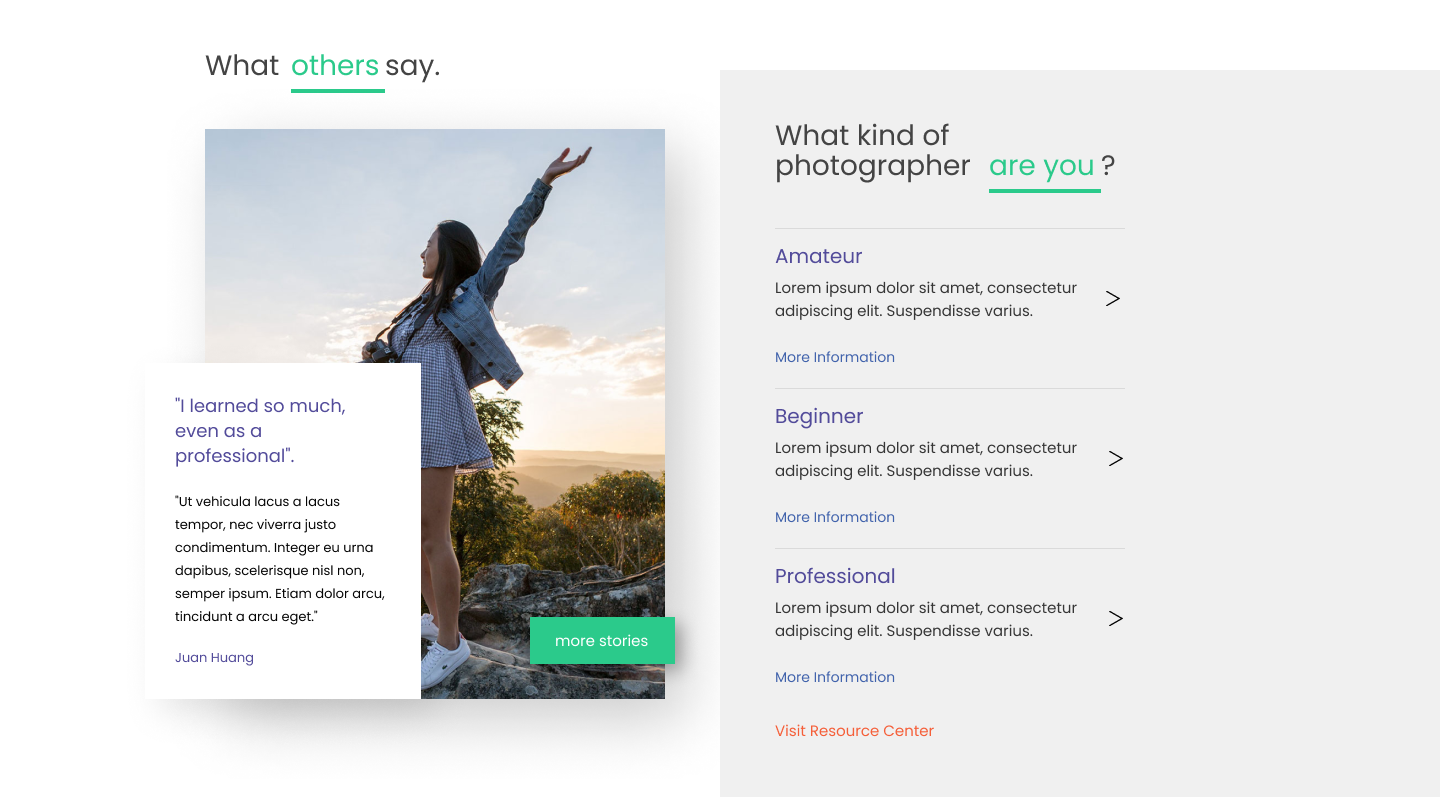 What others say.
"I learned so much,
even as a
professional".
"Ut vehicula lacus a lacus
tempor, nec viverra justo
condimentum. Integer eu urna
dapibus, scelerisque nisl non,
semper ipsum. Etiam dolor arcu,
tincidunt a arcu eget."
Juan Huang
more stories
What kind of
photographer are you ?
Amateur
Lorem ipsum dolor sit amet, consectetur
adipiscing elit. Suspendisse varius.
More Information
Beginner
Lorem ipsum dolor sit amet, consectetur
adipiscing elit. Suspendisse varius.
More Information
Professional
Lorem ipsum dolor sit amet, consectetur
adipiscing elit. Suspendisse varius.
More Information
Visit Resource Center